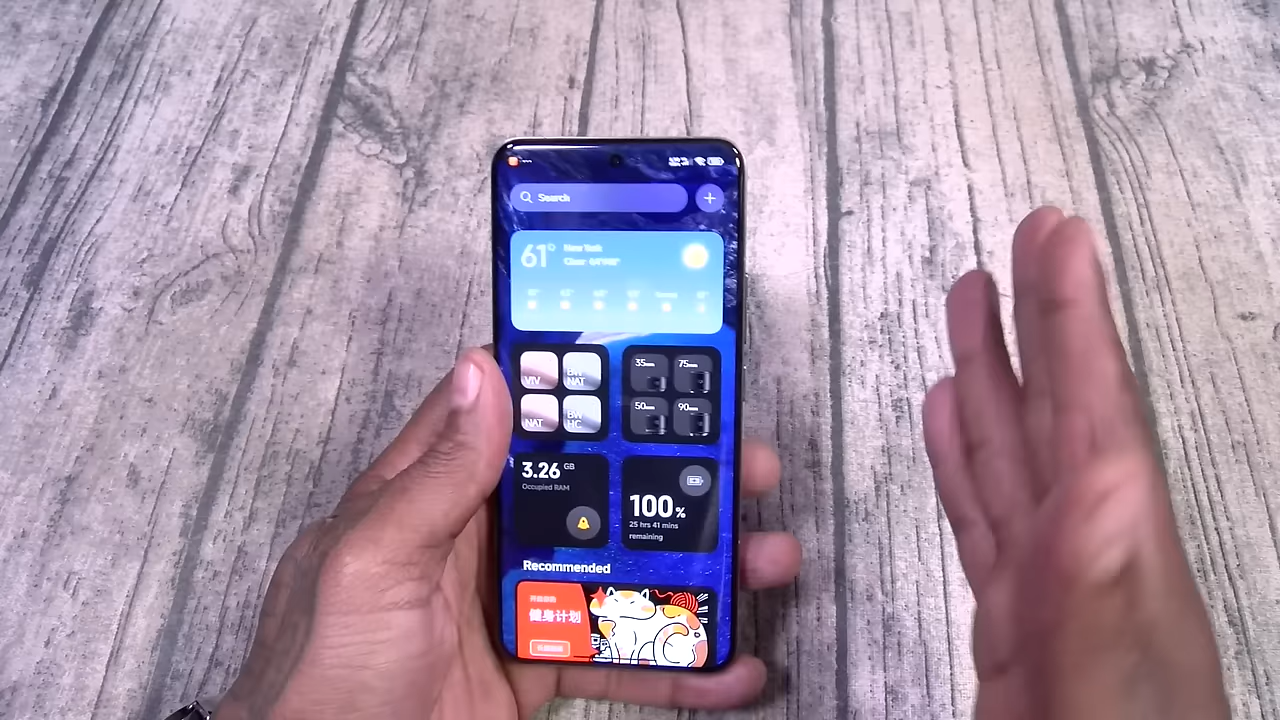 Search
61°
New York
Clear
VIV
BW
NAT
NAT
BW
HC
35mm
75mm
50mm
90mm
3.26 GB
Occupied RAM
100%
25 hrs 41 mins
remaining
Recommended
健身计划